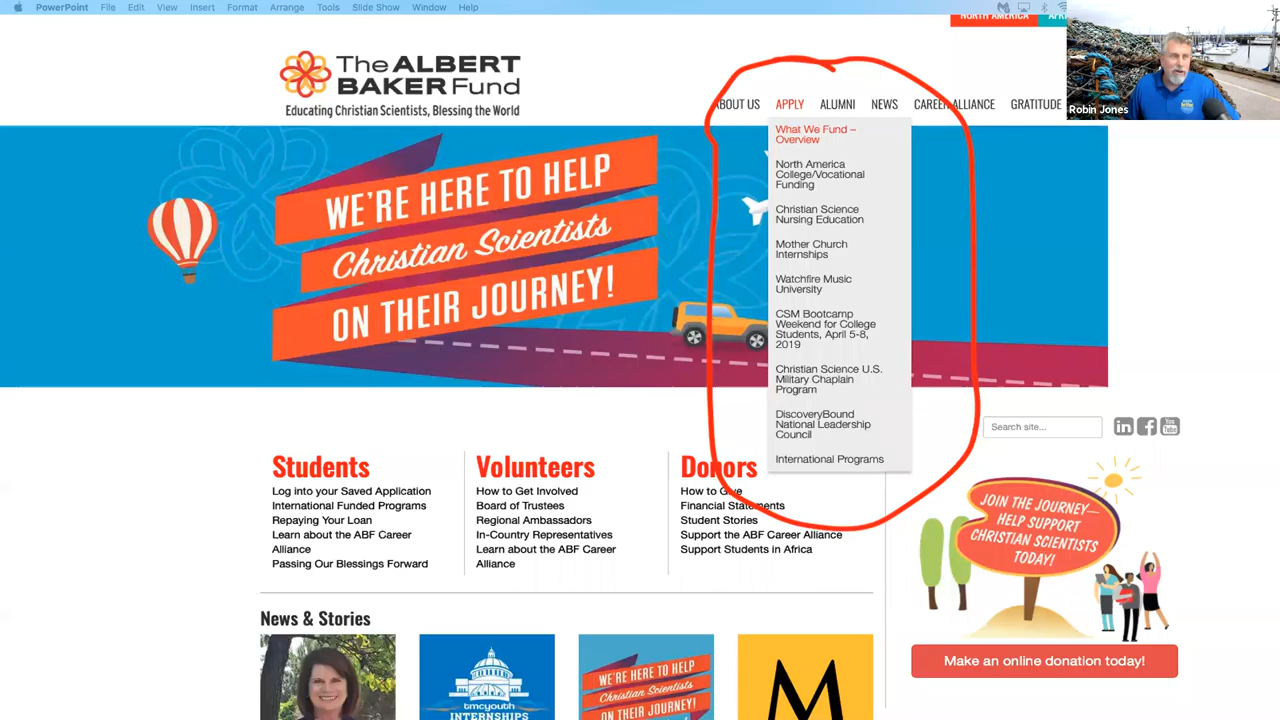 PowerPoint File Edit View Insert Format Arrange Tools Slide Show Window Help
NORTH AMERICA
The ALBERT
BAKER Fund
Educating Christian Scientists, Blessing the World
ABOUT US APPLY ALUMNI NEWS CAREER ALLIANCE GRATITUDE
Robin Jones
What We Fund –
Overview
North America
College/Vocational
Funding
Christian Science
Nursing Education
Mother Church
Internships
Watchfire Music
University
CSM Bootcamp
Weekend for College
Students, April 5-8,
2019
Christian Science U.S.
Military Chaplain
Program
DiscoveryBound
National Leadership
Council
International Programs
WE'RE HERE TO HELP
Christian Scientists
ON THEIR JOURNEY!
Search site...
in
You
Tube
Students
Log into your Saved Application
International Funded Programs
Repaying Your Loan
Learn about the ABF Career
Alliance
Passing Our Blessings Forward
Volunteers
How to Get Involved
Board of Trustees
Regional Ambassadors
In-Country Representatives
Learn about the ABF Career
Alliance
Donors
How to Give
Financial Statements
Student Stories
Support the ABF Career Alliance
Support Students in Africa
JOIN THE JOURNEY—
HELP SUPPORT
CHRISTIAN SCIENTISTS
TODAY!
Make an online donation today!
News & Stories
tmcyouth
INTERNSHIPS
WE'RE HERE TO HELP
Christian Scientists
ON THEIR JOURNEY!
M